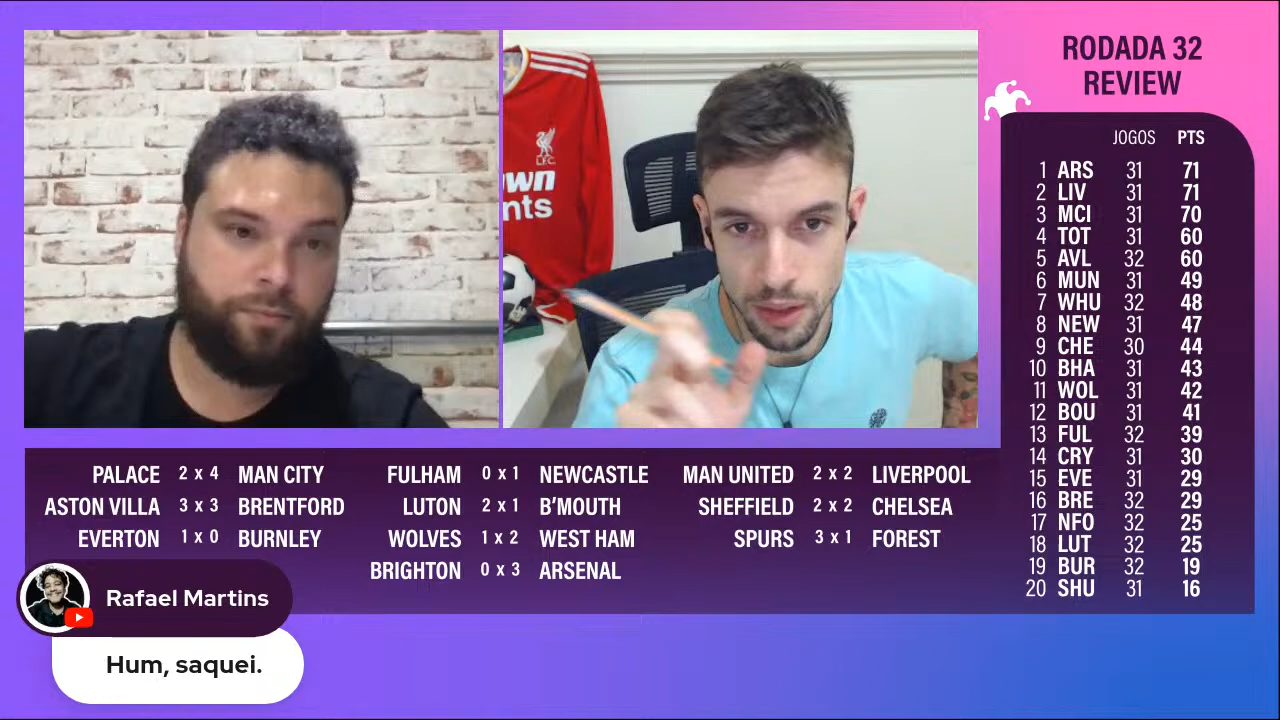 RODADA 32
REVIEW
JOGOS PTS
1 ARS 31 71
2 LIV 31 71
3 MCI 31 70
4 TOT 31 60
5 AVL 32 60
6 MUN 31 49
7 WHU 32 48
8 NEW 31 47
9 CHE 30 44
10 BHA 31 43
11 WOL 31 42
12 BOU 31 41
13 FUL 32 39
14 CRY 31 30
15 EVE 31 29
16 BRE 32 29
17 NFO 32 25
18 LUT 32 25
19 BUR 32 19
20 SHU 31 16
L.F.C.
wn
nts
PALACE 2 x 4 MAN CITY
ASTON VILLA 3 x 3 BRENTFORD
EVERTON 1 x 0 BURNLEY
FULHAM 0 x 1 NEWCASTLE
LUTON 2 x 1 B'MOUTH
WOLVES 1 x 2 WEST HAM
BRIGHTON 0 x 3 ARSENAL
MAN UNITED 2 x 2 LIVERPOOL
SHEFFIELD 2 x 2 CHELSEA
SPURS 3 x 1 FOREST
Rafael Martins
Hum, saquei.